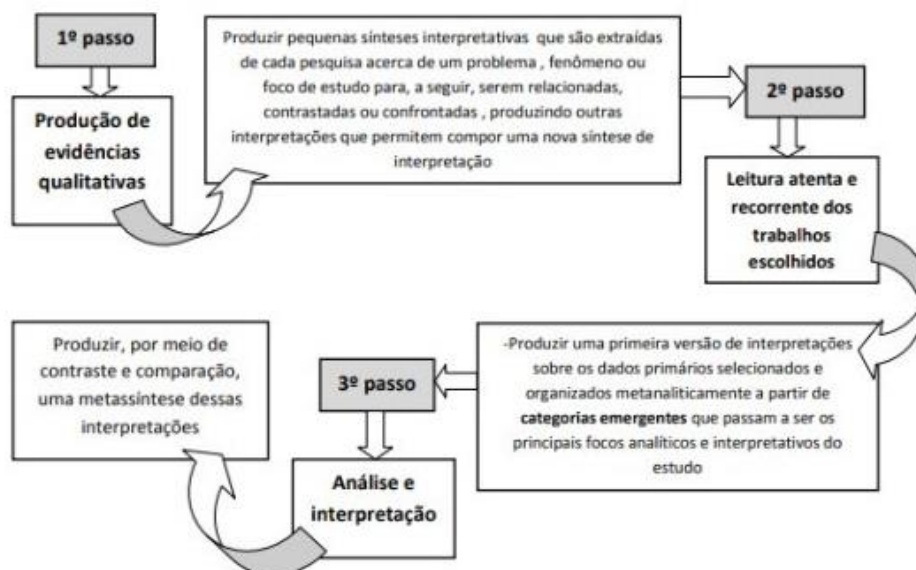 1º passo
Produção de
evidências
qualitativas
Produzir pequenas sínteses interpretativas que são extraídas
de cada pesquisa acerca de um problema , fenômeno ou
foco de estudo para, a seguir, serem relacionadas,
contrastadas ou confrontadas , produzindo outras
interpretações que permitem compor uma nova síntese de
interpretação
2º passo
Leitura atenta e
recorrente dos
trabalhos
escolhidos
-Produzir uma primeira versão de interpretações
sobre os dados primários selecionados e
organizados metanaliticamente a partir de
categorias emergentes que passam a ser os
principais focos analíticos e interpretativos do
estudo
3º passo
Análise e
interpretação
Produzir, por meio de
contraste e comparação,
uma metassíntese dessas
interpretações